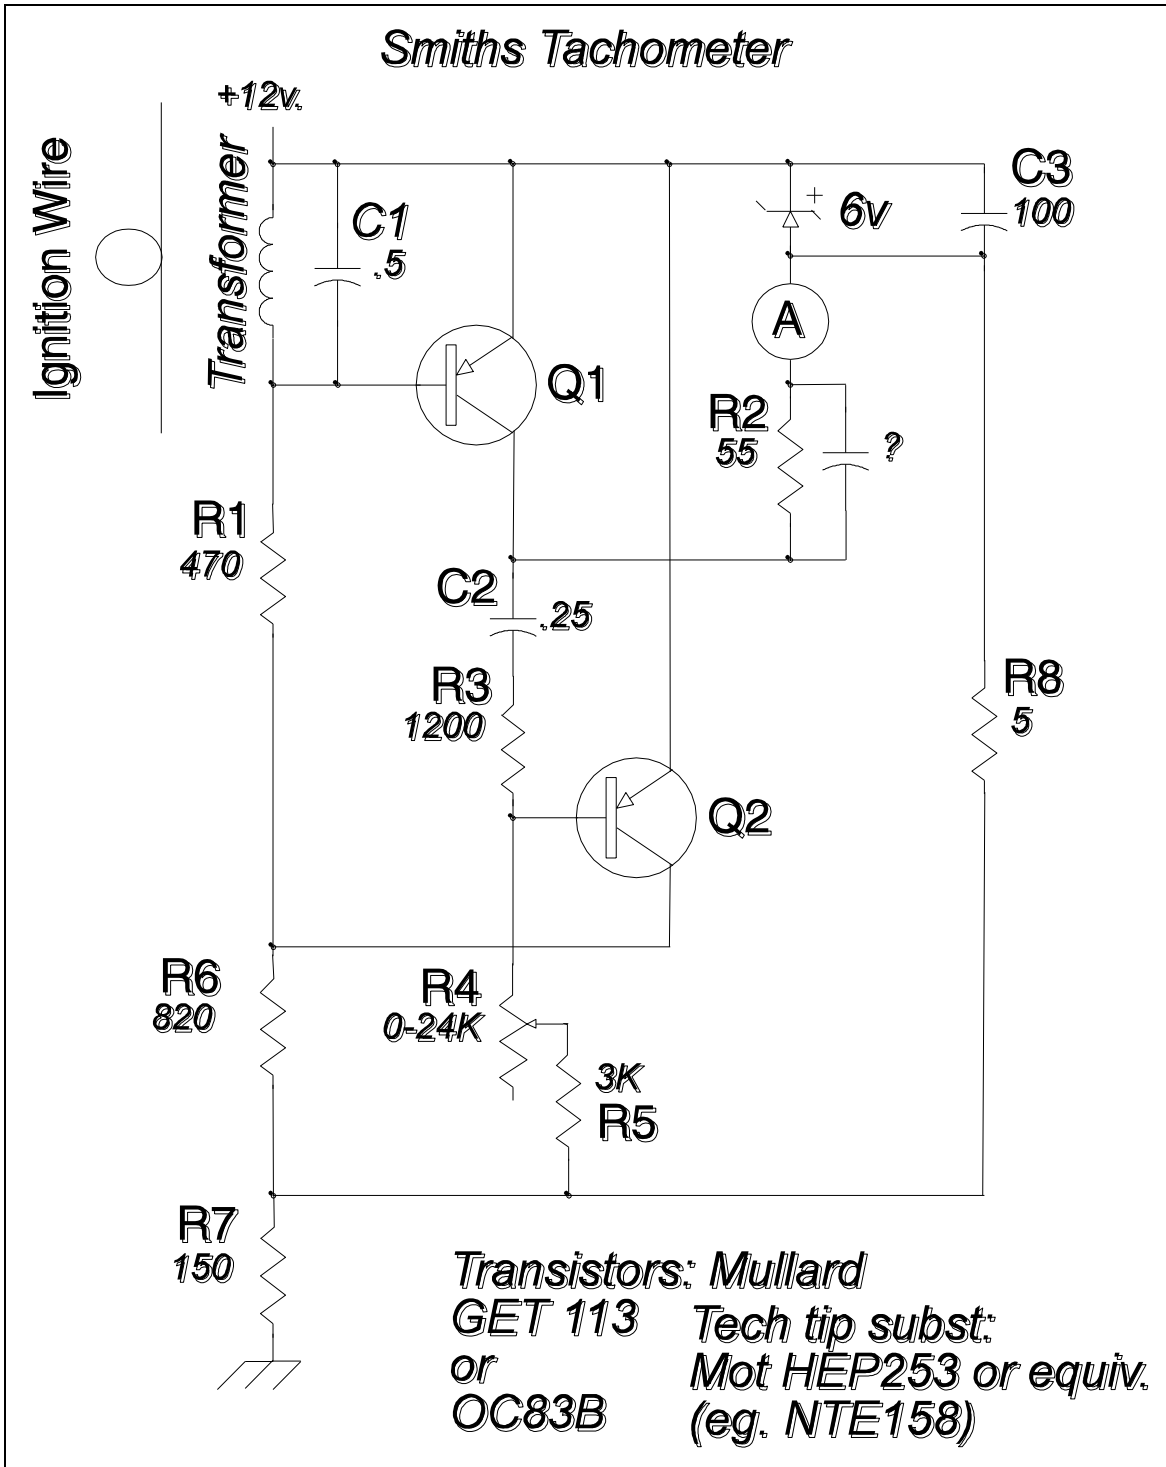 Smiths Tachometer
+12v.
Ignition Wire
Transformer
C1
.5
Q1
6v
+
C3
100
A
R2
55
?
R1
470
C2
.25
R3
1200
Q2
R8
5
R6
820
R4
0-24K
3K
R5
R7
150
Transistors: Mullard
GET 113
or
OC83B
Tech tip subst:
Mot HEP253 or equiv.
(eg. NTE158)